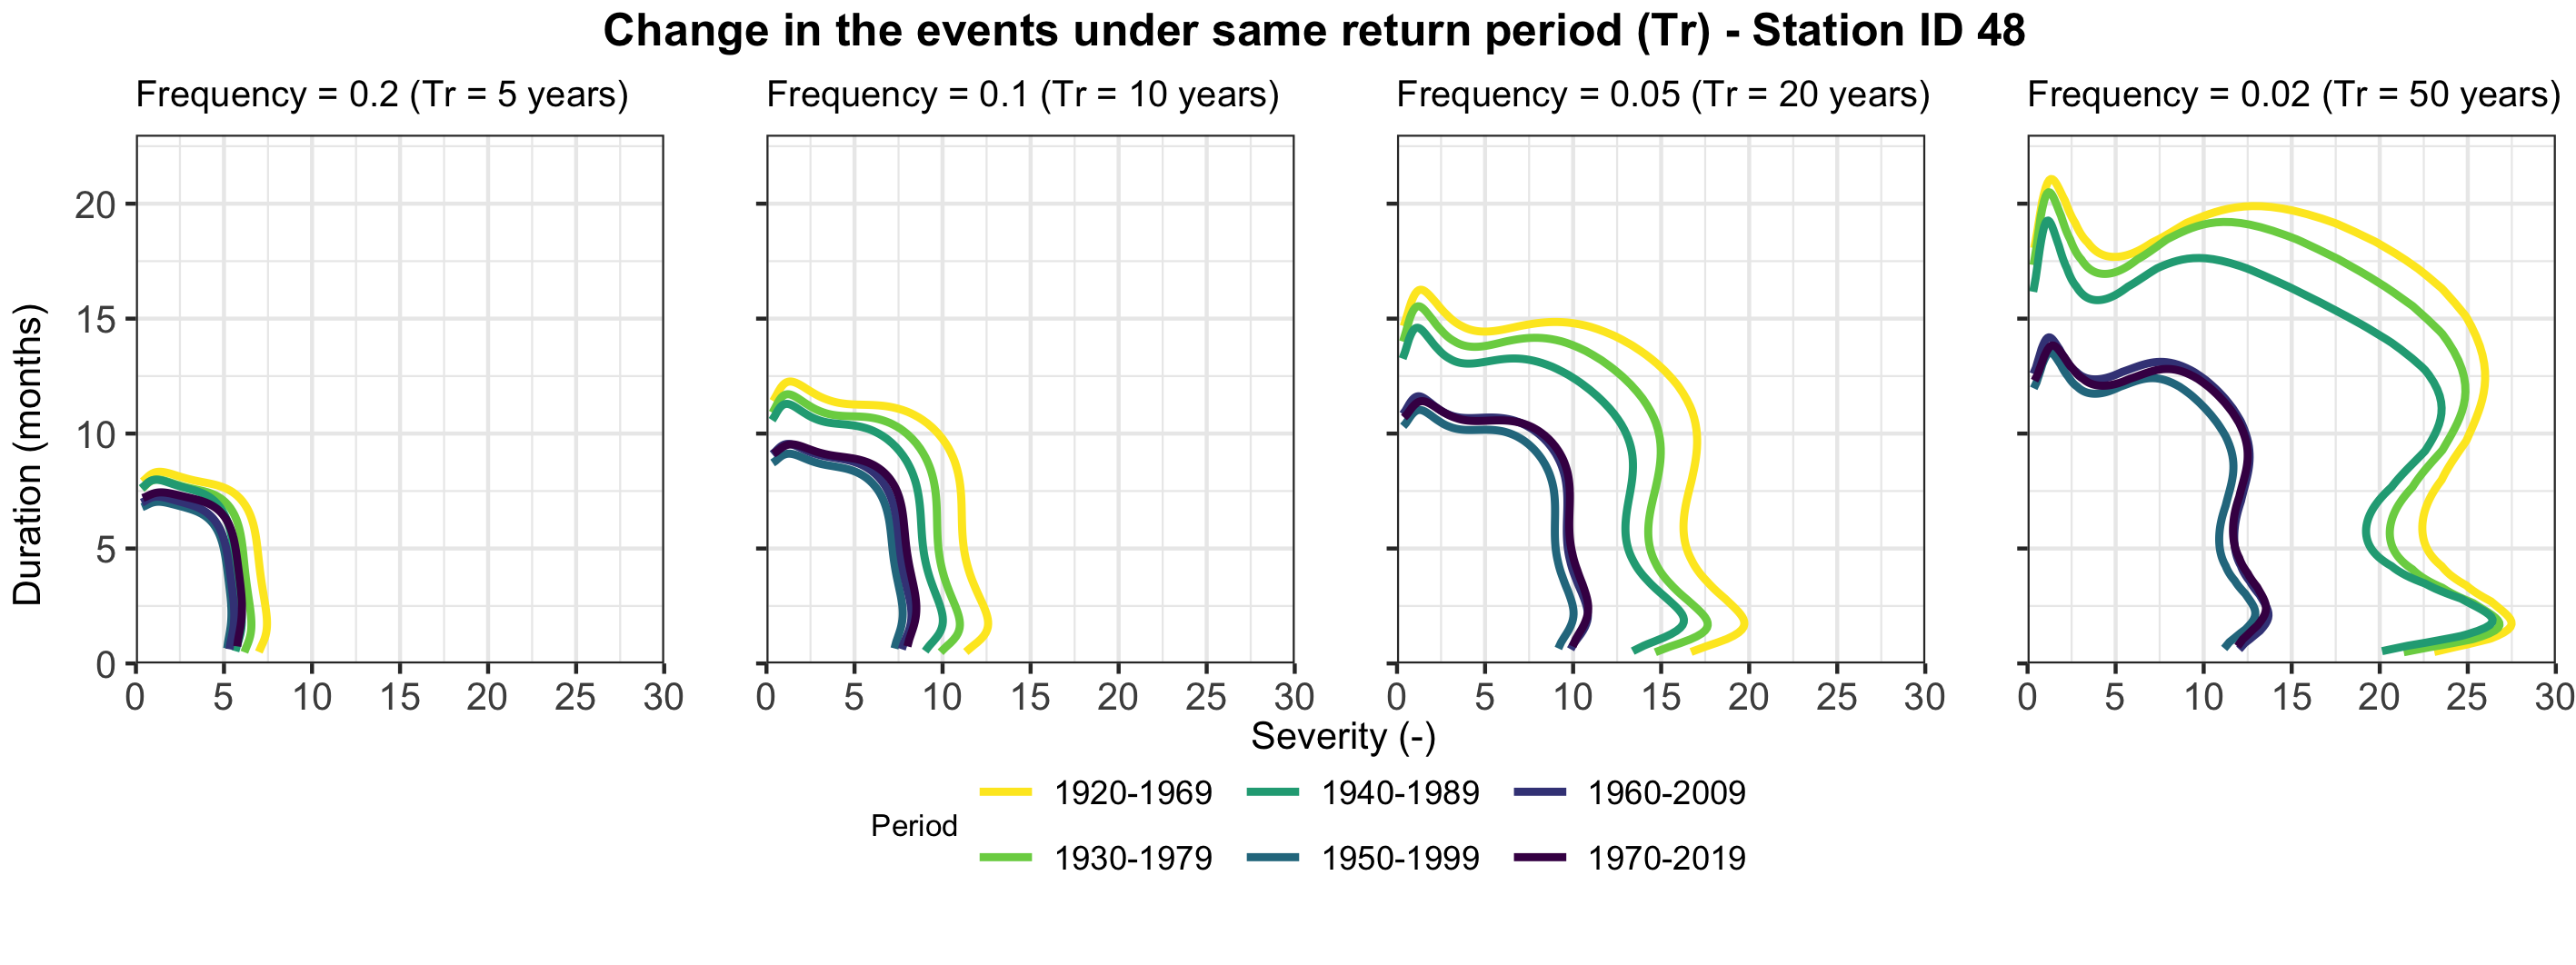 Change in the events under same return period (Tr) - Station ID 48
Frequency = 0.2 (Tr = 5 years)
Frequency = 0.1 (Tr = 10 years)
Frequency = 0.05 (Tr = 20 years)
Frequency = 0.02 (Tr = 50 years)
Duration (months)
20
15
10
5
0
0 5 10 15 20 25 30
0 5 10 15 20 25 30
0 5 10 15 20 25 30
0 5 10 15 20 25 30
Severity (-)
Period
1920-1969 1940-1989 1960-2009
1930-1979 1950-1999 1970-2019